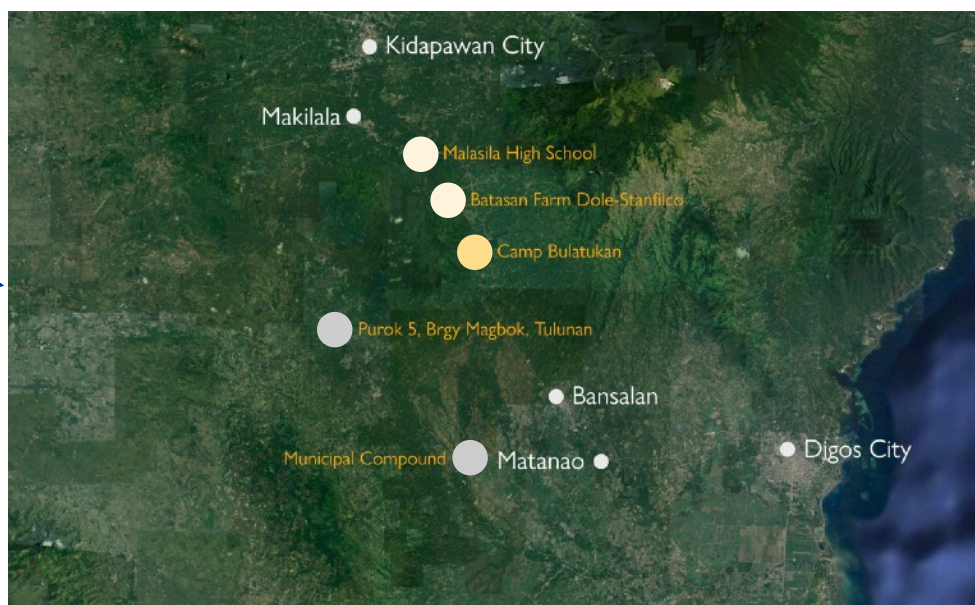 Kidapawan City
Makilala
Malasila High School
Batasan Farm Dole-Stanfilco
Camp Bulatukan
Purok 5, Brgy Magbok, Tulunan
Bansalan
Digos City
Municipal Compound
Matanao